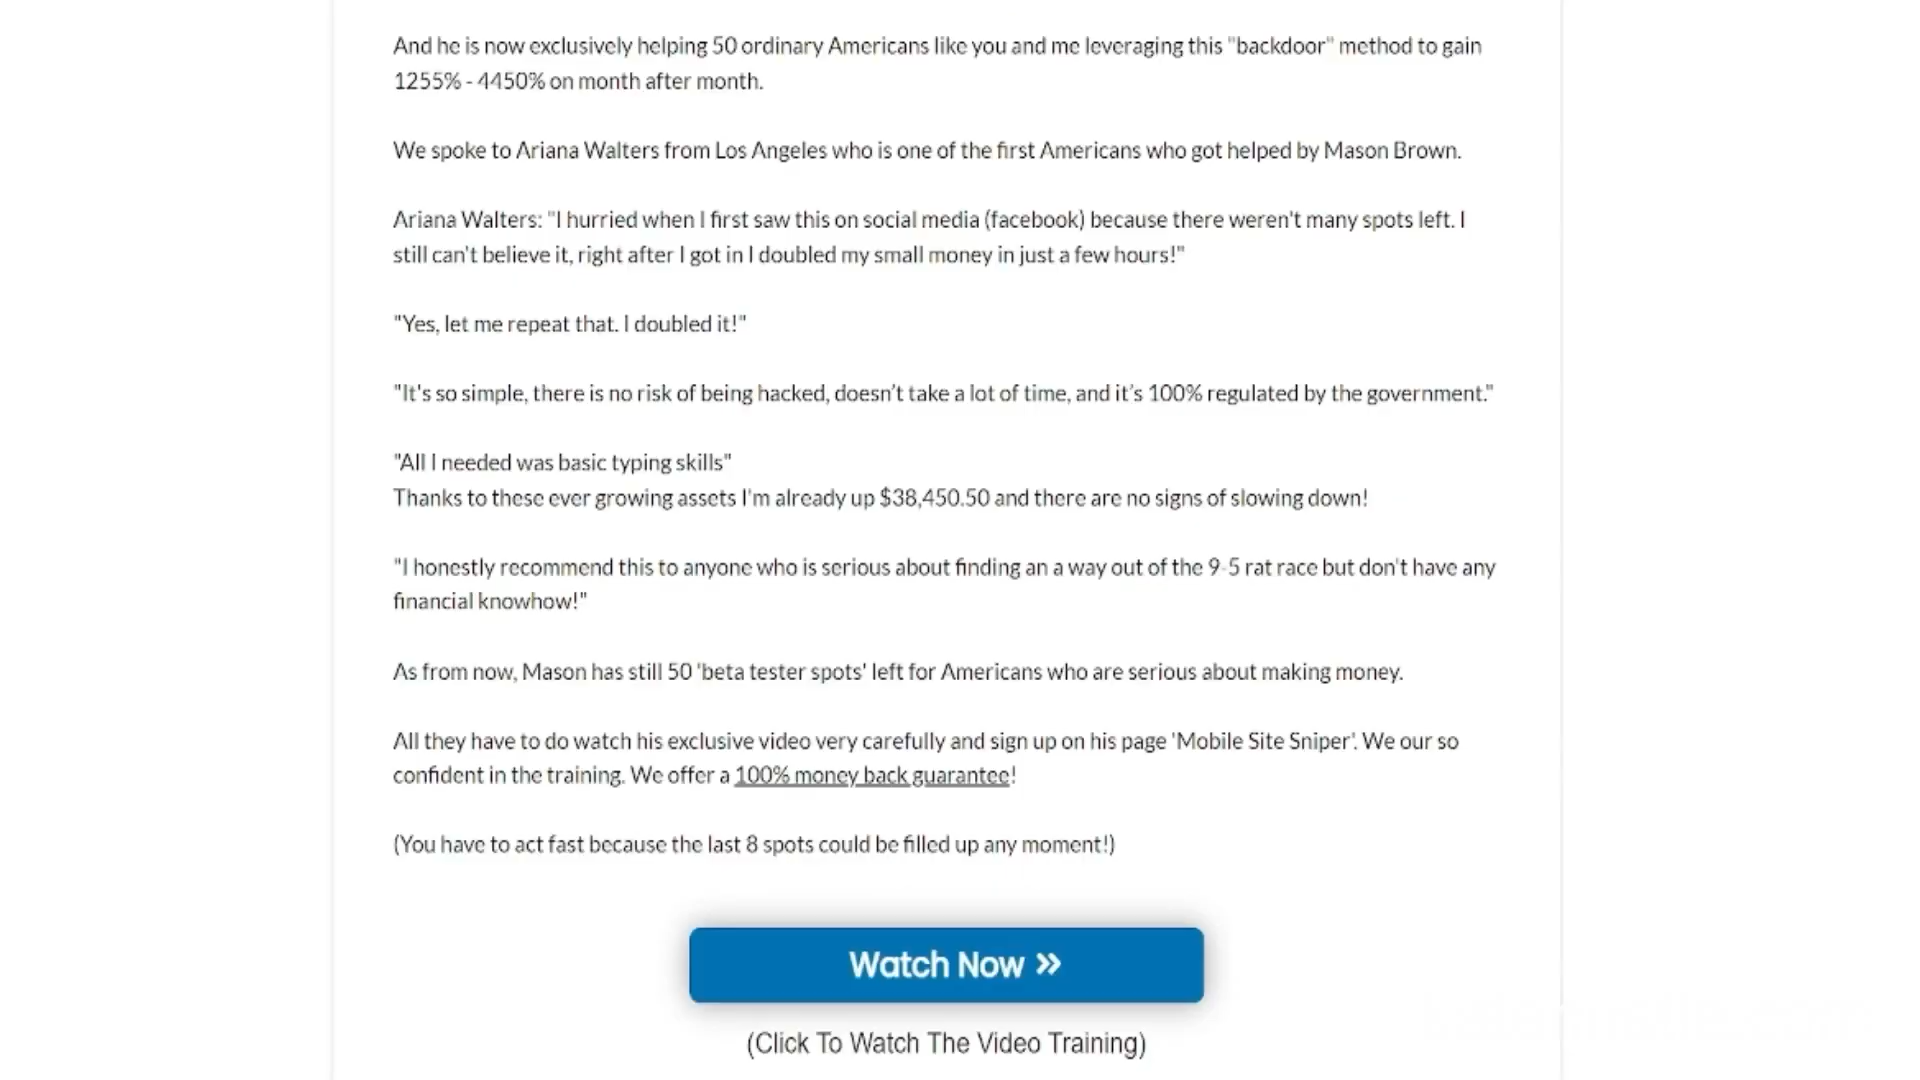 And he is now exclusively helping 50 ordinary Americans like you and me leveraging this "backdoor" method to gain
1255% - 4450% on month after month.
We spoke to Ariana Walters from Los Angeles who is one of the first Americans who got helped by Mason Brown.
Ariana Walters: "I hurried when I first saw this on social media (facebook) because there weren't many spots left. I
still can't believe it, right after I got in I doubled my small money in just a few hours!"
"Yes, let me repeat that. I doubled it!"
"It's so simple, there is no risk of being hacked, doesn’t take a lot of time, and it’s 100% regulated by the government."
"All I needed was basic typing skills"
Thanks to these ever growing assets I'm already up $38,450.50 and there are no signs of slowing down!
"I honestly recommend this to anyone who is serious about finding an a way out of the 9-5 rat race but don't have any
financial knowhow!"
As from now, Mason has still 50 'beta tester spots' left for Americans who are serious about making money.
All they have to do watch his exclusive video very carefully and sign up on his page 'Mobile Site Sniper'. We our so
confident in the training. We offer a 100% money back guarantee!
(You have to act fast because the last 8 spots could be filled up any moment!)
Watch Now »
(Click To Watch The Video Training)